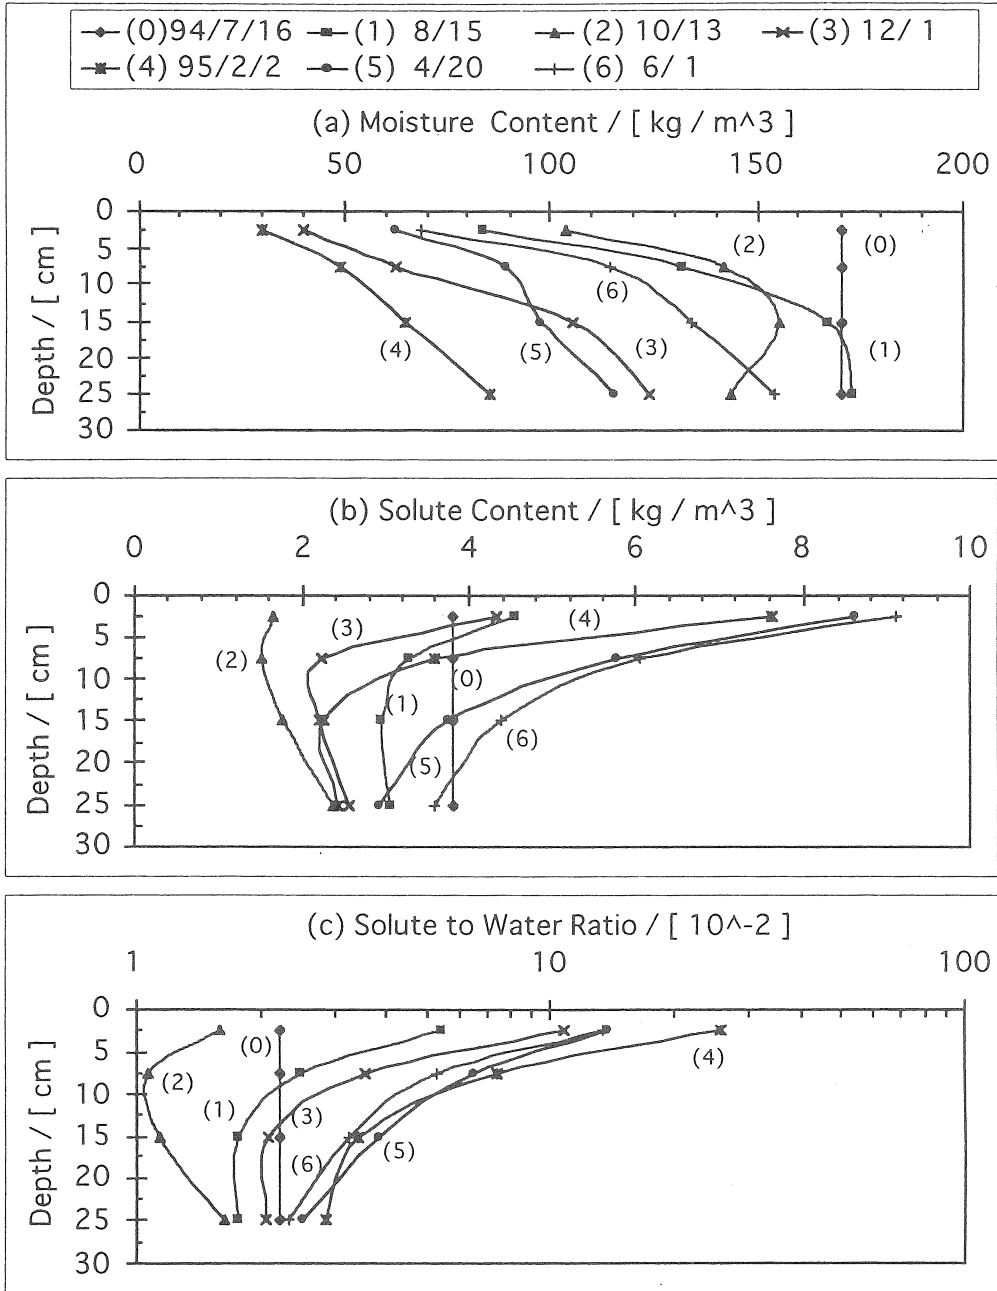 (0)94/7/16 (1) 8/15 (2) 10/13 (3) 12/ 1
(4) 95/2/2 (5) 4/20 (6) 6/ 1
(a) Moisture Content / [ kg / m^3 ]
0 50 100 150 200
0
5
10
15
20
25
30
Depth / [ cm ]
(2) (0)
(6)
(4) (5) (3) (1)
(b) Solute Content / [ kg / m^3 ]
0 2 4 6 8 10
0
5
10
15
20
25
30
Depth / [ cm ]
(3) (4)
(2) (0)
(1)
(6)
(5)
(c) Solute to Water Ratio / [ 10^-2 ]
1 10 100
0
5
10
15
20
25
30
Depth / [ cm ]
(0) (4)
(2)
(1) (3)
(5)
(6)